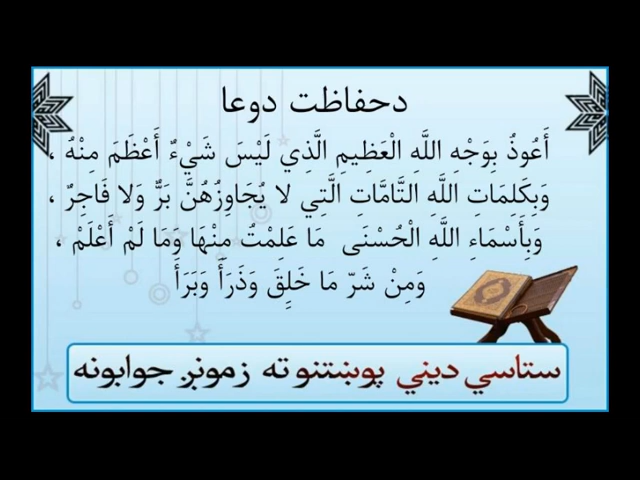 دحفاظت دوعا
أَعُوذُ بِوَجْهِ اللَّهِ الْعَظِيمِ الَّذِي لَيْسَ شَيْءٌ أَعْظَمَ مِنْهُ ،
وَبِكَلِمَاتِ اللَّهِ التَّامَّاتِ الَّتِي لا يُجَاوِزُهُنَّ بَرٌّ وَلا فَاجِرٌ ،
وَبِأَسْمَاءِ اللَّهِ الْحُسْنَى مَا عَلِمْتُ مِنْهَا وَمَا لَمْ أَعْلَمْ ،
وَمِنْ شَرِّ مَا خَلِقَ وَذَرَأَ وَبَرَأَ
ستاسي ديني پوښتنو ته زمونږ جوابونه